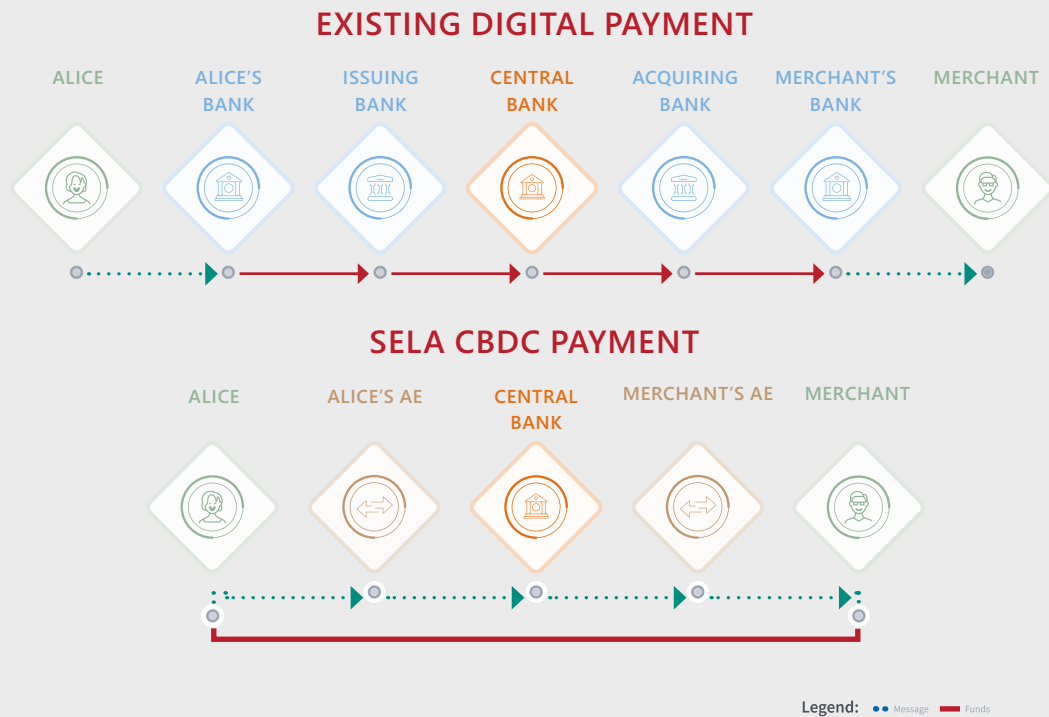 EXISTING DIGITAL PAYMENT
ALICE
ALICE'S
BANK
ISSUING
BANK
CENTRAL
BANK
ACQUIRING
BANK
MERCHANT'S
BANK
MERCHANT
SELA CBDC PAYMENT
ALICE
ALICE'S AE
CENTRAL
BANK
MERCHANT'S AE
MERCHANT
Legend: Message Funds